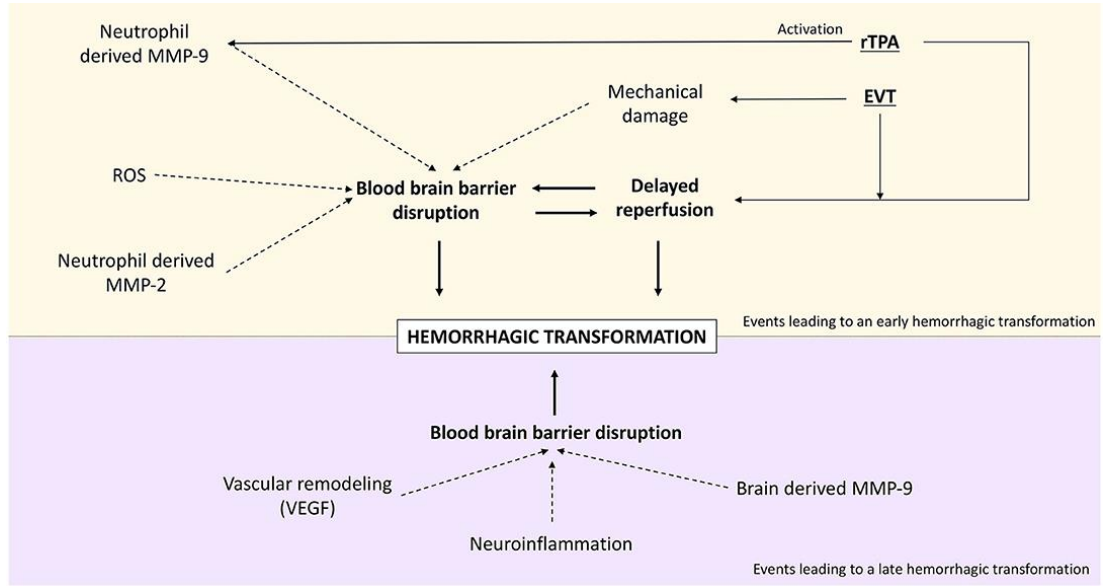 Neutrophil
derived MMP-9
Activation
rTPA
EVT
Mechanical
damage
ROS
Blood brain barrier
disruption
Delayed
reperfusion
Neutrophil derived
MMP-2
Events leading to an early hemorrhagic transformation
HEMORRHAGIC TRANSFORMATION
Blood brain barrier disruption
Vascular remodeling
(VEGF)
Brain derived MMP-9
Neuroinflammation
Events leading to a late hemorrhagic transformation